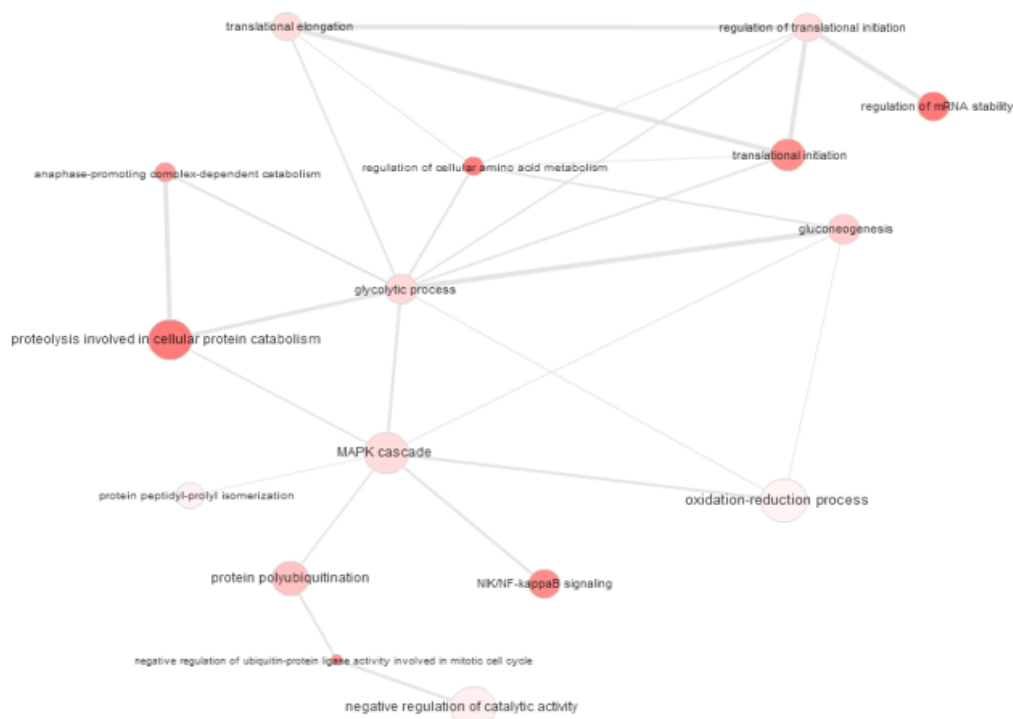 translational elongation
regulation of translational initiation
regulation of mRNA stability
translational initiation
regulation of cellular amino acid metabolism
anaphase-promoting complex-dependent catabolism
gluconeogenesis
glycolytic process
proteolysis involved in cellular protein catabolism
MAPK cascade
protein peptidyl-prolyl isomerization
oxidation-reduction process
protein polyubiquitination
NIK/NF-kappaB signaling
negative regulation of ubiquitin-protein ligase activity involved in mitotic cell cycle
negative regulation of catalytic activity